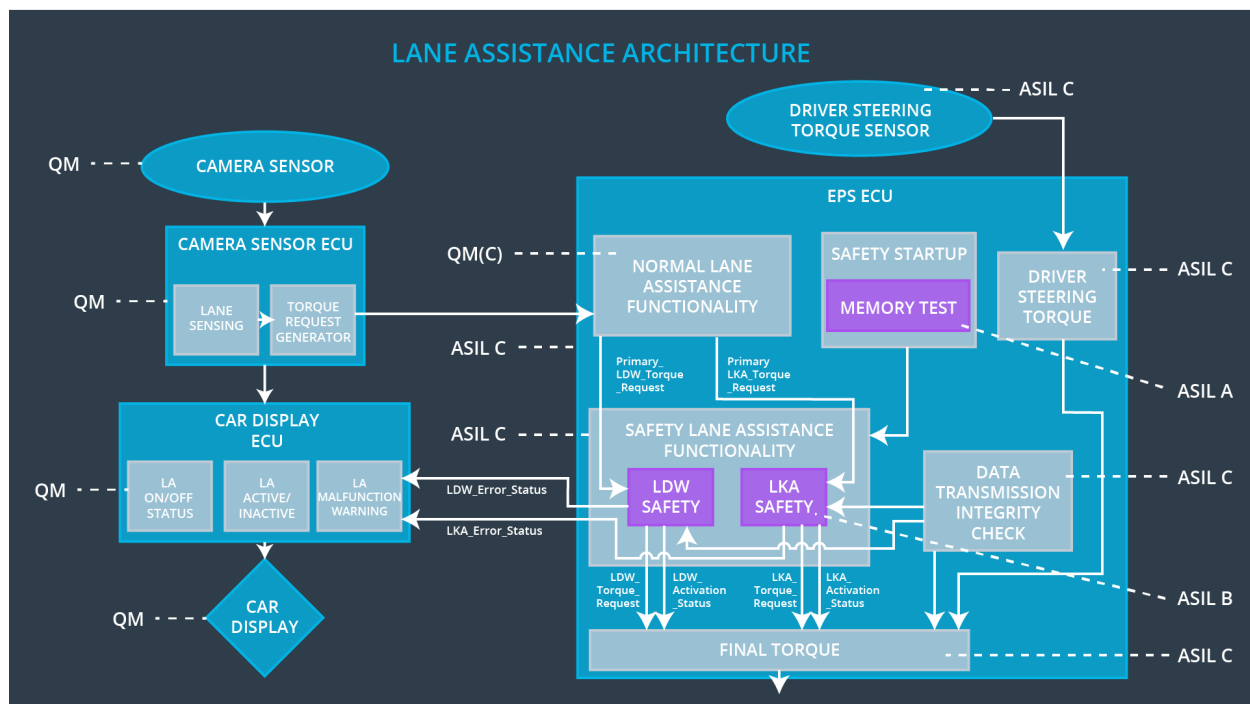 LANE ASSISTANCE ARCHITECTURE
ASIL C
DRIVER STEERING
TORQUE SENSOR
QM
CAMERA SENSOR
EPS ECU
CAMERA SENSOR ECU
QM
LANE
SENSING
TORQUE
REQUEST
GENERATOR
QM(C)
NORMAL LANE
ASSISTANCE
FUNCTIONALITY
SAFETY STARTUP
MEMORY TEST
DRIVER
STEERING
TORQUE
ASIL C
ASIL C
ASIL A
Primary_
LDW_Torque
_Request
Primary
LKA_Torque
_Request
CAR DISPLAY
ECU
QM
LA
ON/OFF
STATUS
LA
ACTIVE/
INACTIVE
LA
MALFUNCTION
WARNING
ASIL C
SAFETY LANE ASSISTANCE
FUNCTIONALITY
LDW
SAFETY
LKA
SAFETY
DATA
TRANSMISSION
INTEGRITY
CHECK
ASIL C
LDW_Error_Status
LKA_Error_Status
LDW_
Torque_
Request
LDW_
Activation
_Status
LKA_
Torque_
Request
LKA_
Activation
_Status
ASIL B
QM
CAR
DISPLAY
FINAL TORQUE
ASIL C